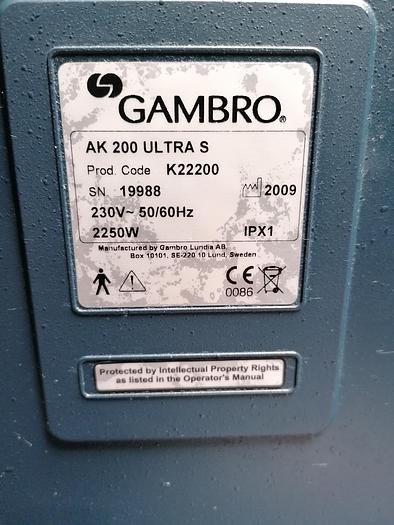 GAMBRO®
AK 200 ULTRA S
Prod. Code K22200
SN. 19988 2009
230V~ 50/60Hz
2250W IPX1
Manufactured by Gambro Lundia AB,
Box 10101, SE-220 10 Lund, Sweden
CE
0086
Protected by Intellectual Property Rights
as listed in the Operator's Manual